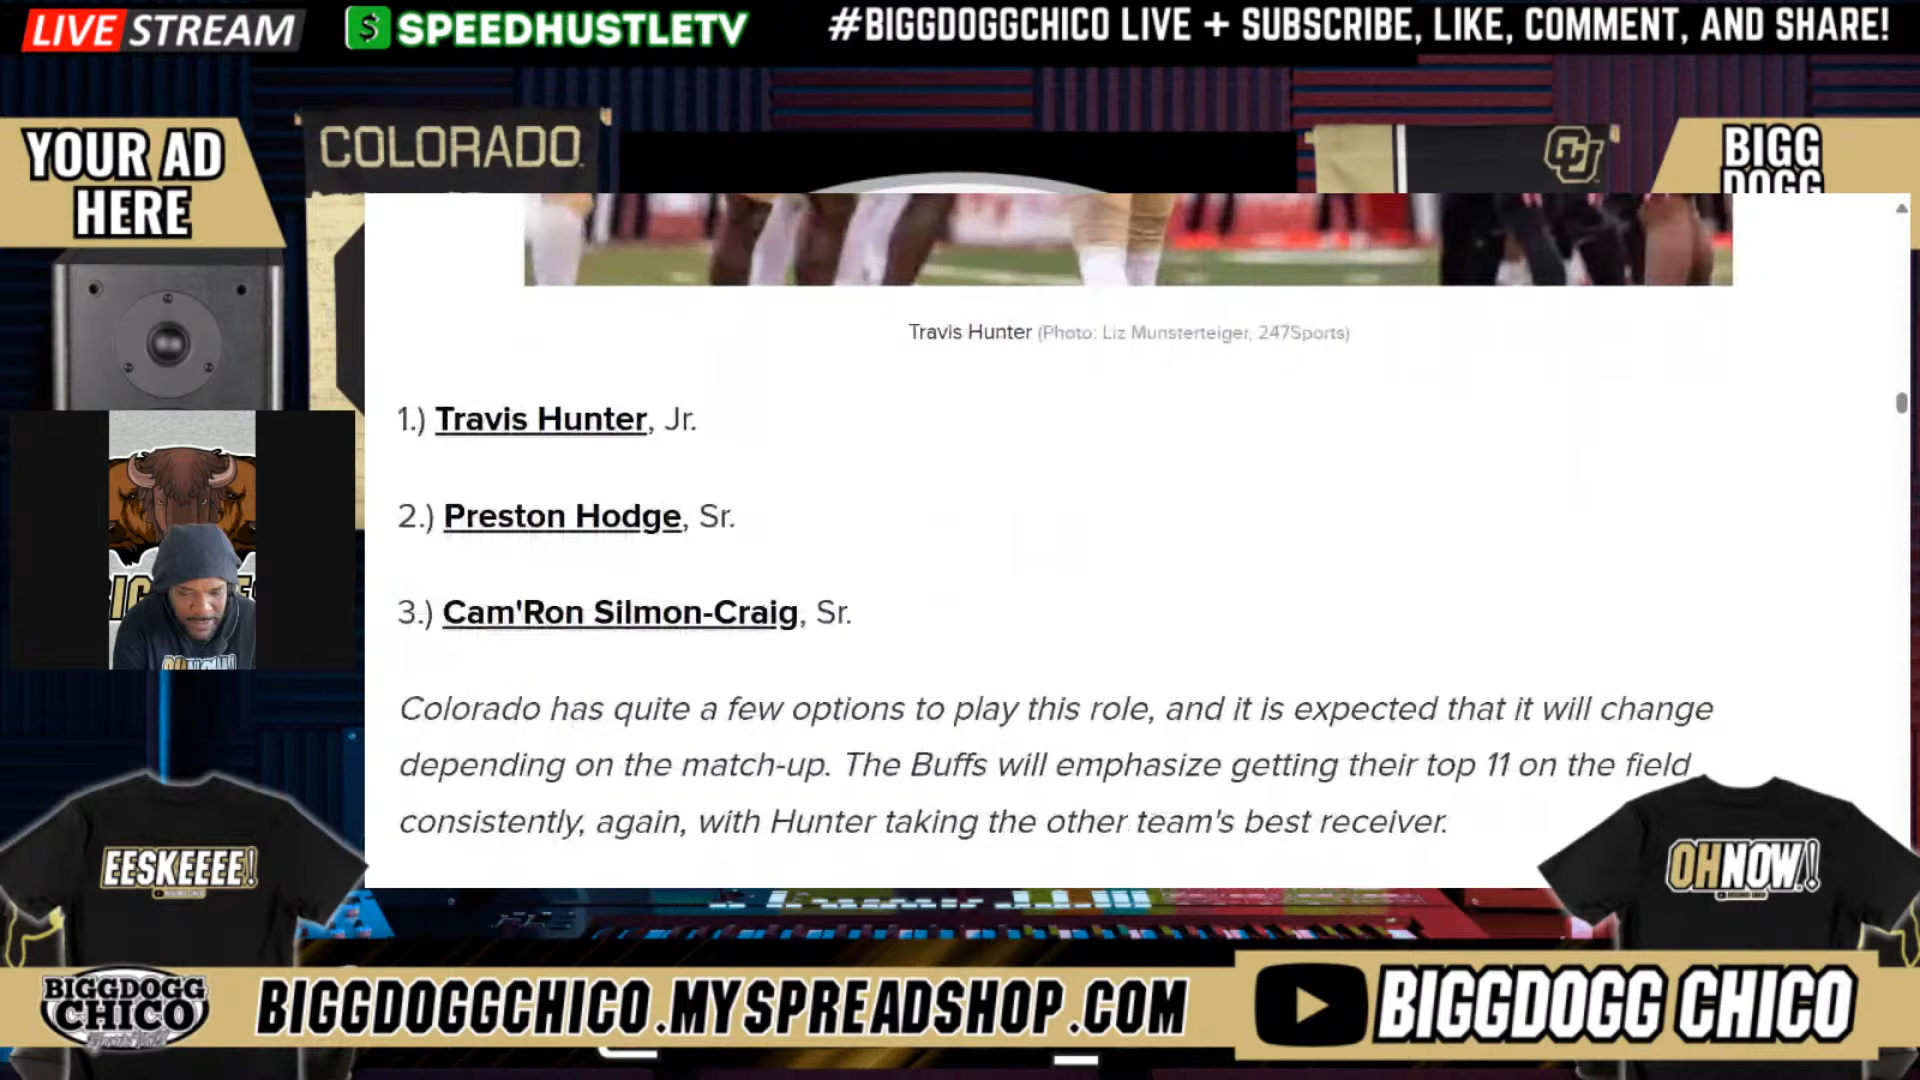 LIVE STREAM
$ SPEEDHUSTLETV
#BIGGDOGGCHICO LIVE + SUBSCRIBE, LIKE, COMMENT, AND SHARE!
YOUR AD
HERE
COLORADO
CU
BIGG
DOGG
Travis Hunter (Photo: Liz Munsterteiger, 247Sports)
1.) Travis Hunter, Jr.
2.) Preston Hodge, Sr.
3.) Cam'Ron Silmon-Craig, Sr.
Colorado has quite a few options to play this role, and it is expected that it will change
depending on the match-up. The Buffs will emphasize getting their top 11 on the field
consistently, again, with Hunter taking the other team's best receiver.
EESKEEEE!
OHNOW!
BIGGDOGG
CHICO
BIGGDOGGCHICO.MYSPREADSHOP.COM
BIGGDOGG CHICO